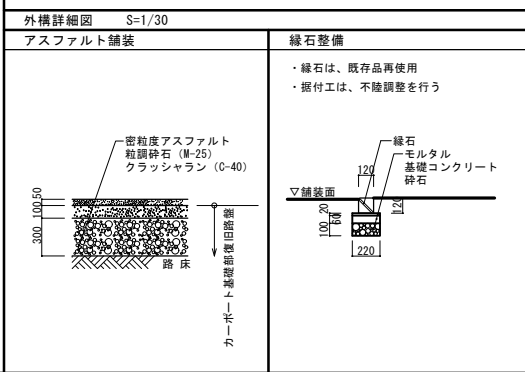 外構詳細図 S=1/30
アスファルト舗装
密粒度アスファルト
粒調砕石(M-25)
クラッシャラン(C-40)
50
100
300
路床
カーポート基礎部復旧路盤
縁石整備
・縁石は、既存品再使用
・据付工は、不陸調整を行う
縁石
モルタル
基礎コンクリート
砕石
120
▽舗装面
120
20
60
100
220